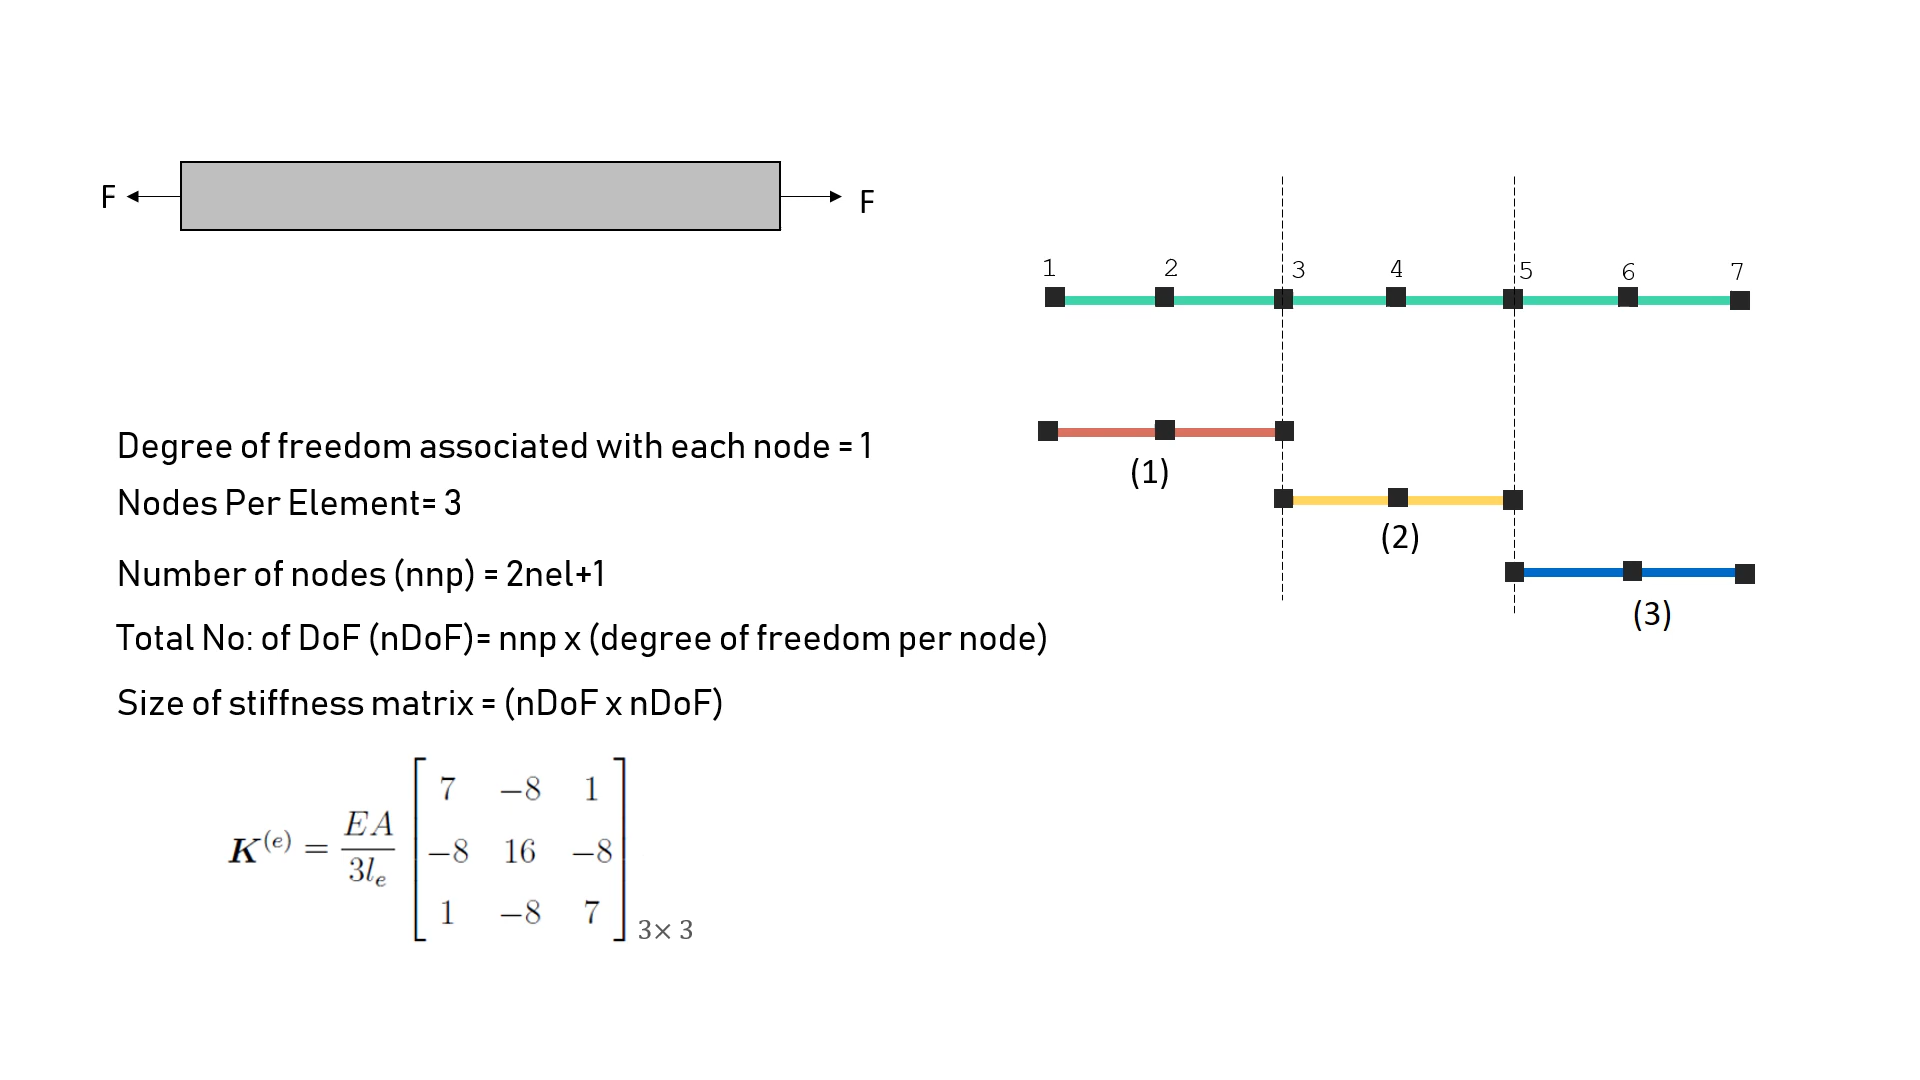 F
F
1 2 3 4 5 6 7
(1)
(2)
(3)
Degree of freedom associated with each node = 1
Nodes Per Element= 3
Number of nodes (nnp) = 2nel+1
Total No: of DoF (nDoF)= nnp x (degree of freedom per node)
Size of stiffness matrix = (nDoF x nDoF)
K^(e) = EA / 3l_e [ 7 −8 1
−8 16 −8
1 −8 7 ] 3× 3